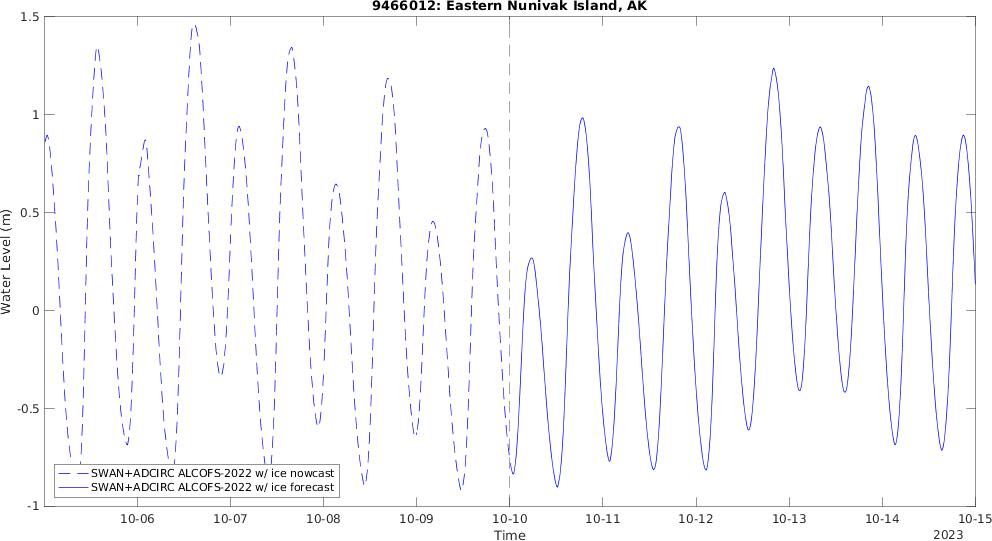 9466012: Eastern Nunivak Island, AK
1.5
1
0.5
0
-0.5
-1
Water Level (m)
SWAN+ADCIRC ALCOFS-2022 w/ ice nowcast
SWAN+ADCIRC ALCOFS-2022 w/ ice forecast
10-06 10-07 10-08 10-09 10-10 10-11 10-12 10-13 10-14 10-15
Time
2023